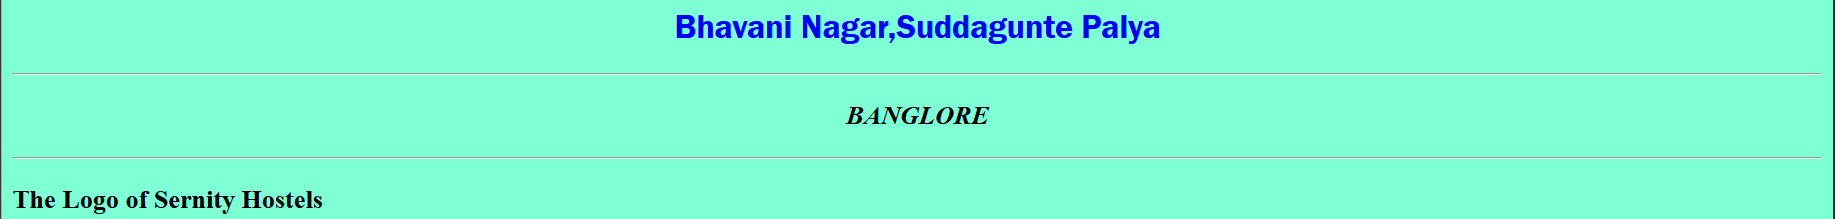 Bhavani Nagar,Suddagunte Palya
BANGLORE
The Logo of Sernity Hostels